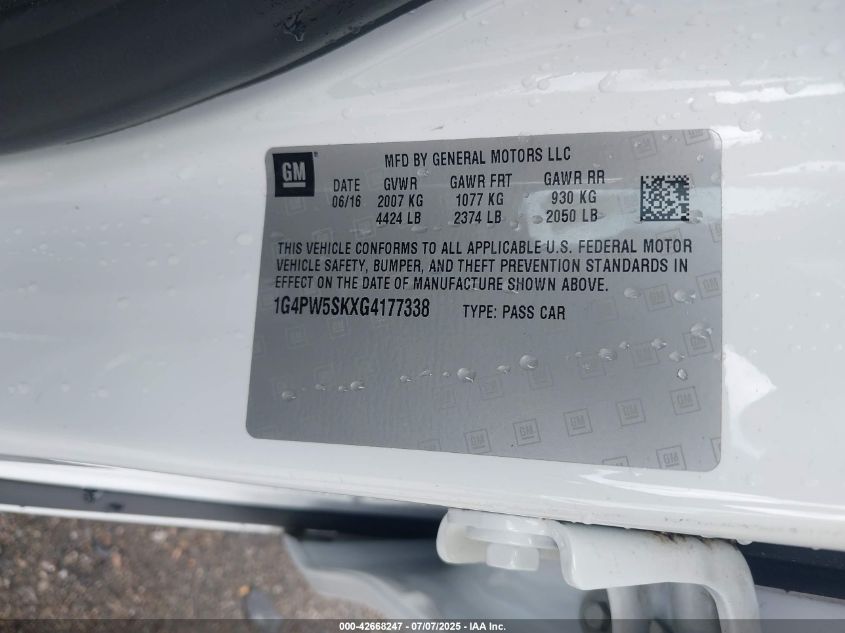 GM
MFD BY GENERAL MOTORS LLC
DATE GVWR GAWR FRT GAWR RR
06/16 2007 KG 1077 KG 930 KG
4424 LB 2374 LB 2050 LB
THIS VEHICLE CONFORMS TO ALL APPLICABLE U.S. FEDERAL MOTOR
VEHICLE SAFETY, BUMPER, AND THEFT PREVENTION STANDARDS IN
EFFECT ON THE DATE OF MANUFACTURE SHOWN ABOVE.
1G4PW5SKXG4177338 TYPE: PASS CAR
000-42668247 - 07/07/2025 - IAA Inc.